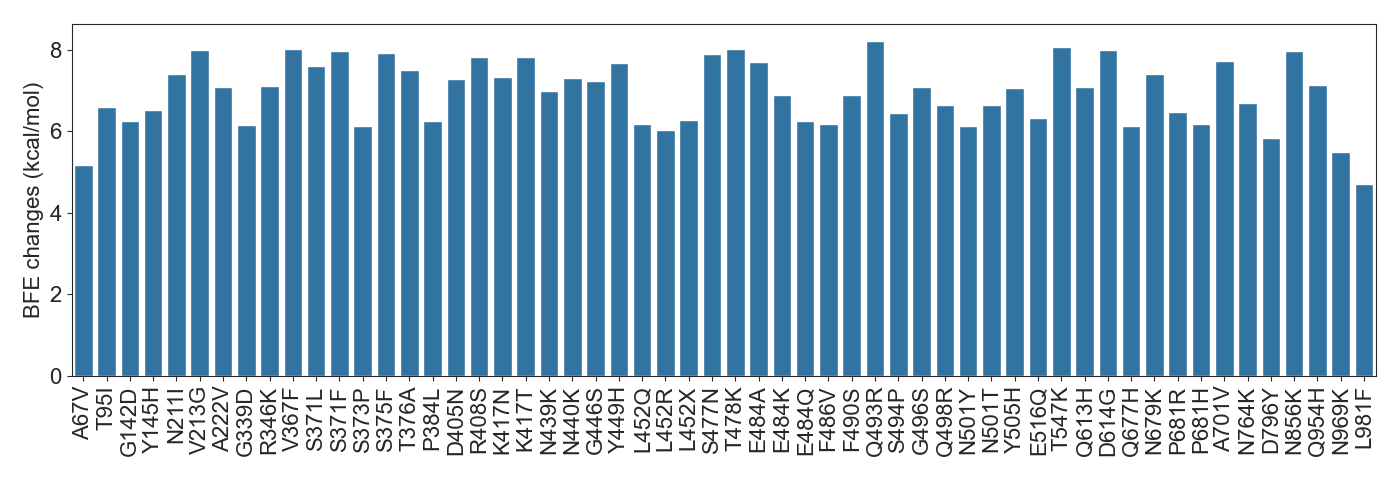 BFE changes (kcal/mol)
8
6
4
2
0
A67V
T95I
G142D
Y145H
N211I
V213G
A222V
G339D
R346K
V367F
S371L
S371F
S373P
S375F
T376A
P384L
D405N
R408S
K417N
K417T
N439K
N440K
G446S
Y449H
L452Q
L452R
L452X
S477N
T478K
E484A
E484K
E484Q
F486V
F490S
Q493R
S494P
G496S
Q498R
N501Y
N501T
Y505H
E516Q
T547K
Q613H
D614G
Q677H
N679K
P681R
P681H
A701V
N764K
D796Y
N856K
Q954H
N969K
L981F